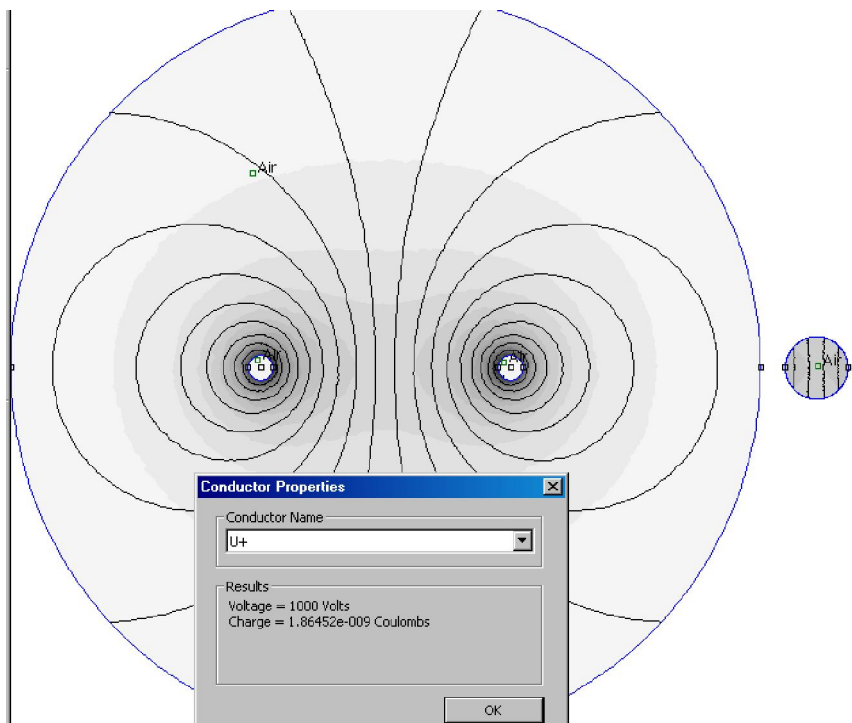 Air
Air
Air
Air
Conductor Properties
Conductor Name
U+
Results
Voltage = 1000 Volts
Charge = 1.86452e-009 Coulombs
OK